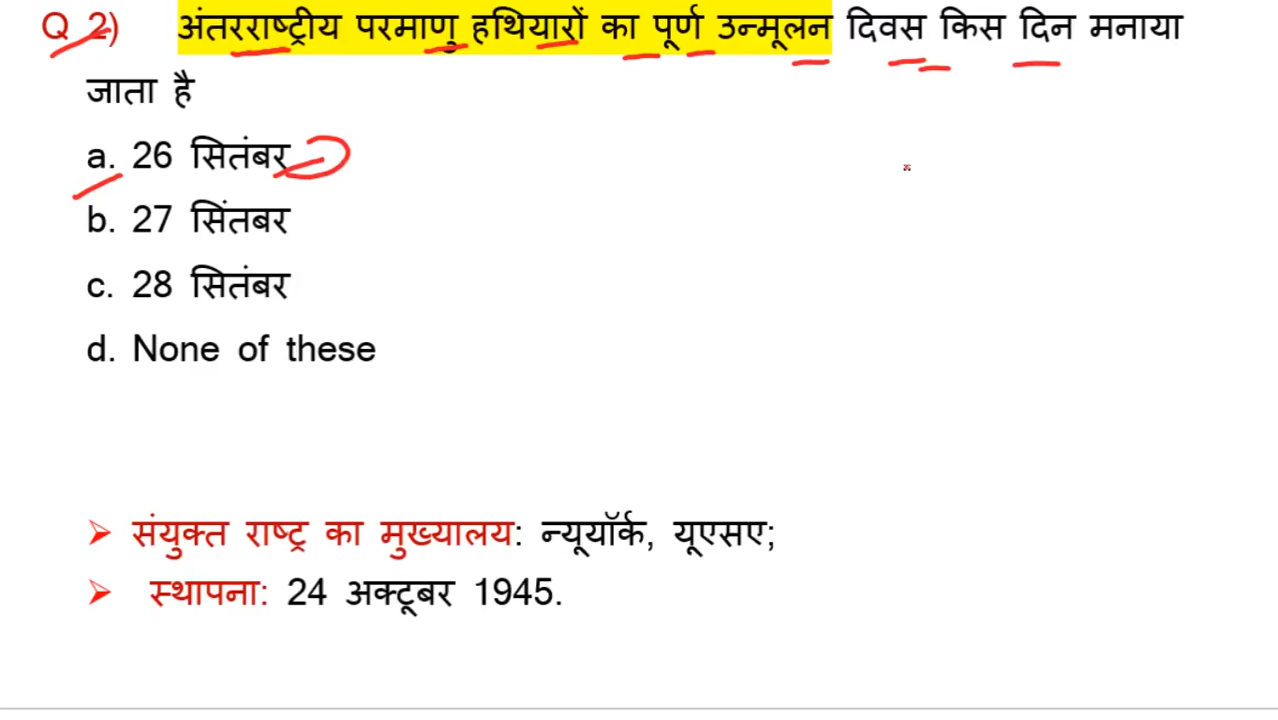 Q 2) अंतरराष्ट्रीय परमाणु हथियारों का पूर्ण उन्मूलन दिवस किस दिन मनाया
जाता है
a. 26 सितंबर
b. 27 सिंतबर
c. 28 सितंबर
d. None of these
➢ संयुक्त राष्ट्र का मुख्यालय: न्यूयॉर्क, यूएसए;
➢ स्थापना: 24 अक्टूबर 1945.